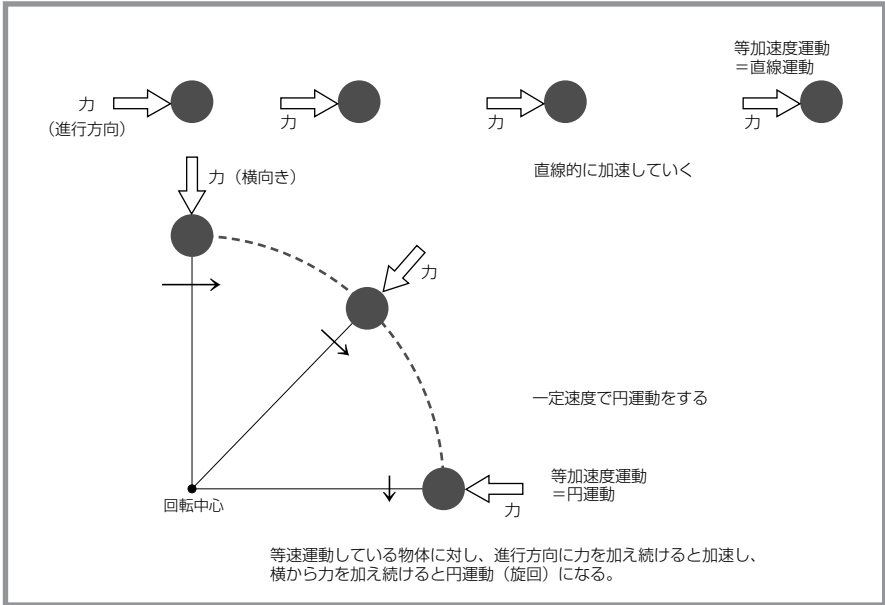 等加速度運動
＝直線運動
力
（進行方向）
力
力
力
直線的に加速していく
力（横向き）
力
一定速度で円運動をする
等加速度運動
＝円運動
力
回転中心
等速運動している物体に対し、進行方向に力を加え続けると加速し、
横から力を加え続けると円運動（旋回）になる。